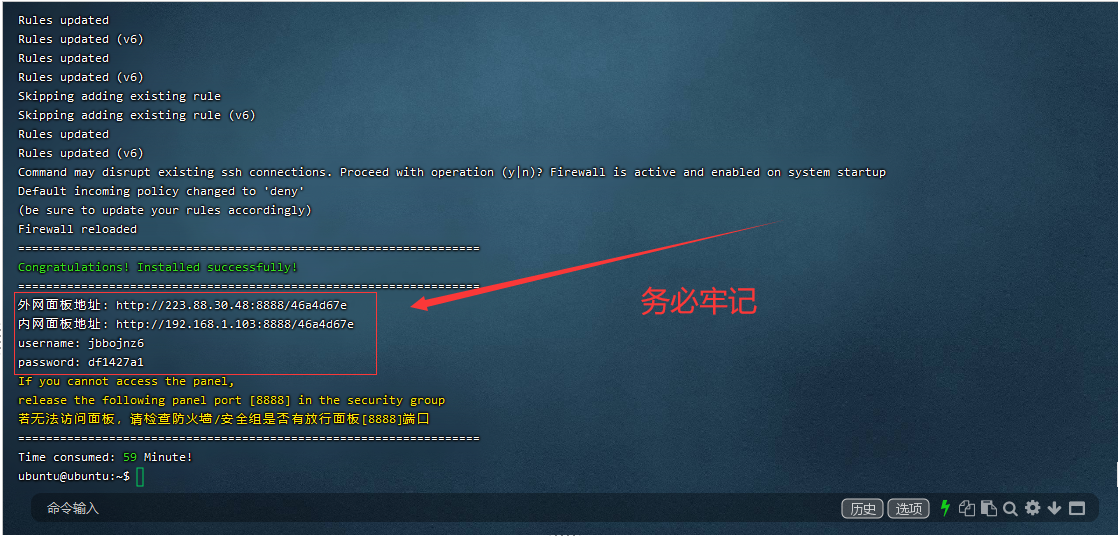 Rules updated
Rules updated (v6)
Rules updated
Rules updated (v6)
Skipping adding existing rule
Skipping adding existing rule (v6)
Rules updated
Rules updated (v6)
Command may disrupt existing ssh connections. Proceed with operation (y|n)? Firewall is active and enabled on system startup
Default incoming policy changed to 'deny'
(be sure to update your rules accordingly)
Firewall reloaded
==================================================================
Congratulations! Installed successfully!
==================================================================
外网面板地址: http://223.88.30.48:8888/46a4d67e
内网面板地址: http://192.168.1.103:8888/46a4d67e
username: jbbojnz6
password: df1427a1
务必牢记
If you cannot access the panel,
release the following panel port [8888] in the security group
若无法访问面板，请检查防火墙/安全组是否有放行面板[8888]端口
==================================================================
Time consumed: 59 Minute!
ubuntu@ubuntu:~$
命令输入 历史 选项